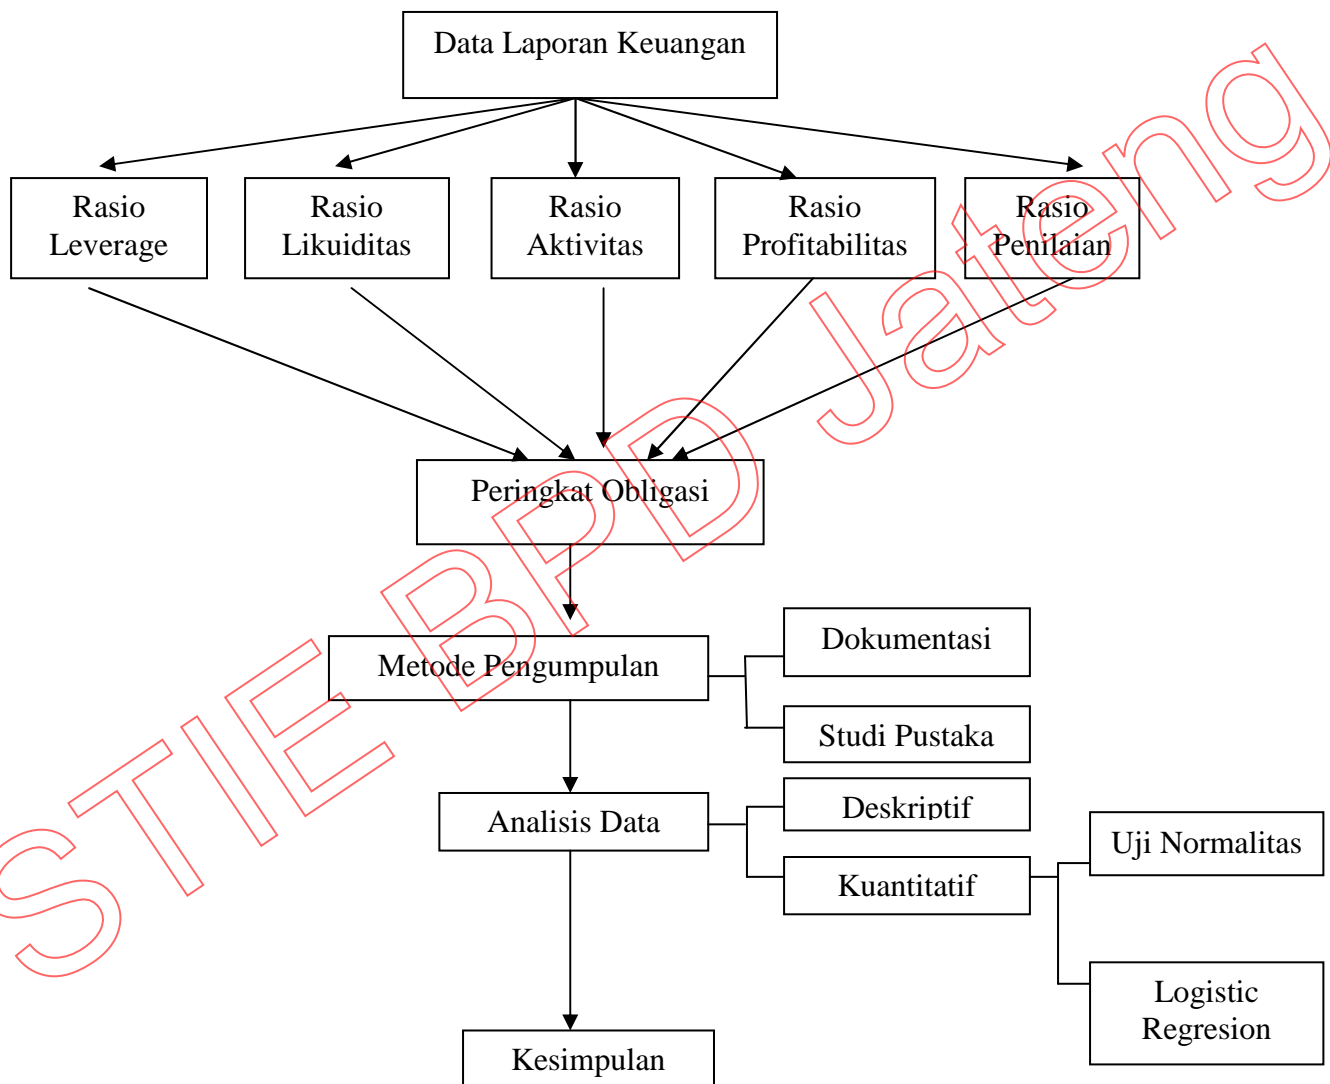 Data Laporan Keuangan
Rasio
Leverage
Rasio
Likuiditas
Rasio
Aktivitas
Rasio
Profitabilitas
Rasio
Penilaian
Peringkat Obligasi
Metode Pengumpulan
Dokumentasi
Studi Pustaka
Analisis Data
Deskriptif
Kuantitatif
Uji Normalitas
Logistic
Regresion
Kesimpulan
STIE BPD Jateng